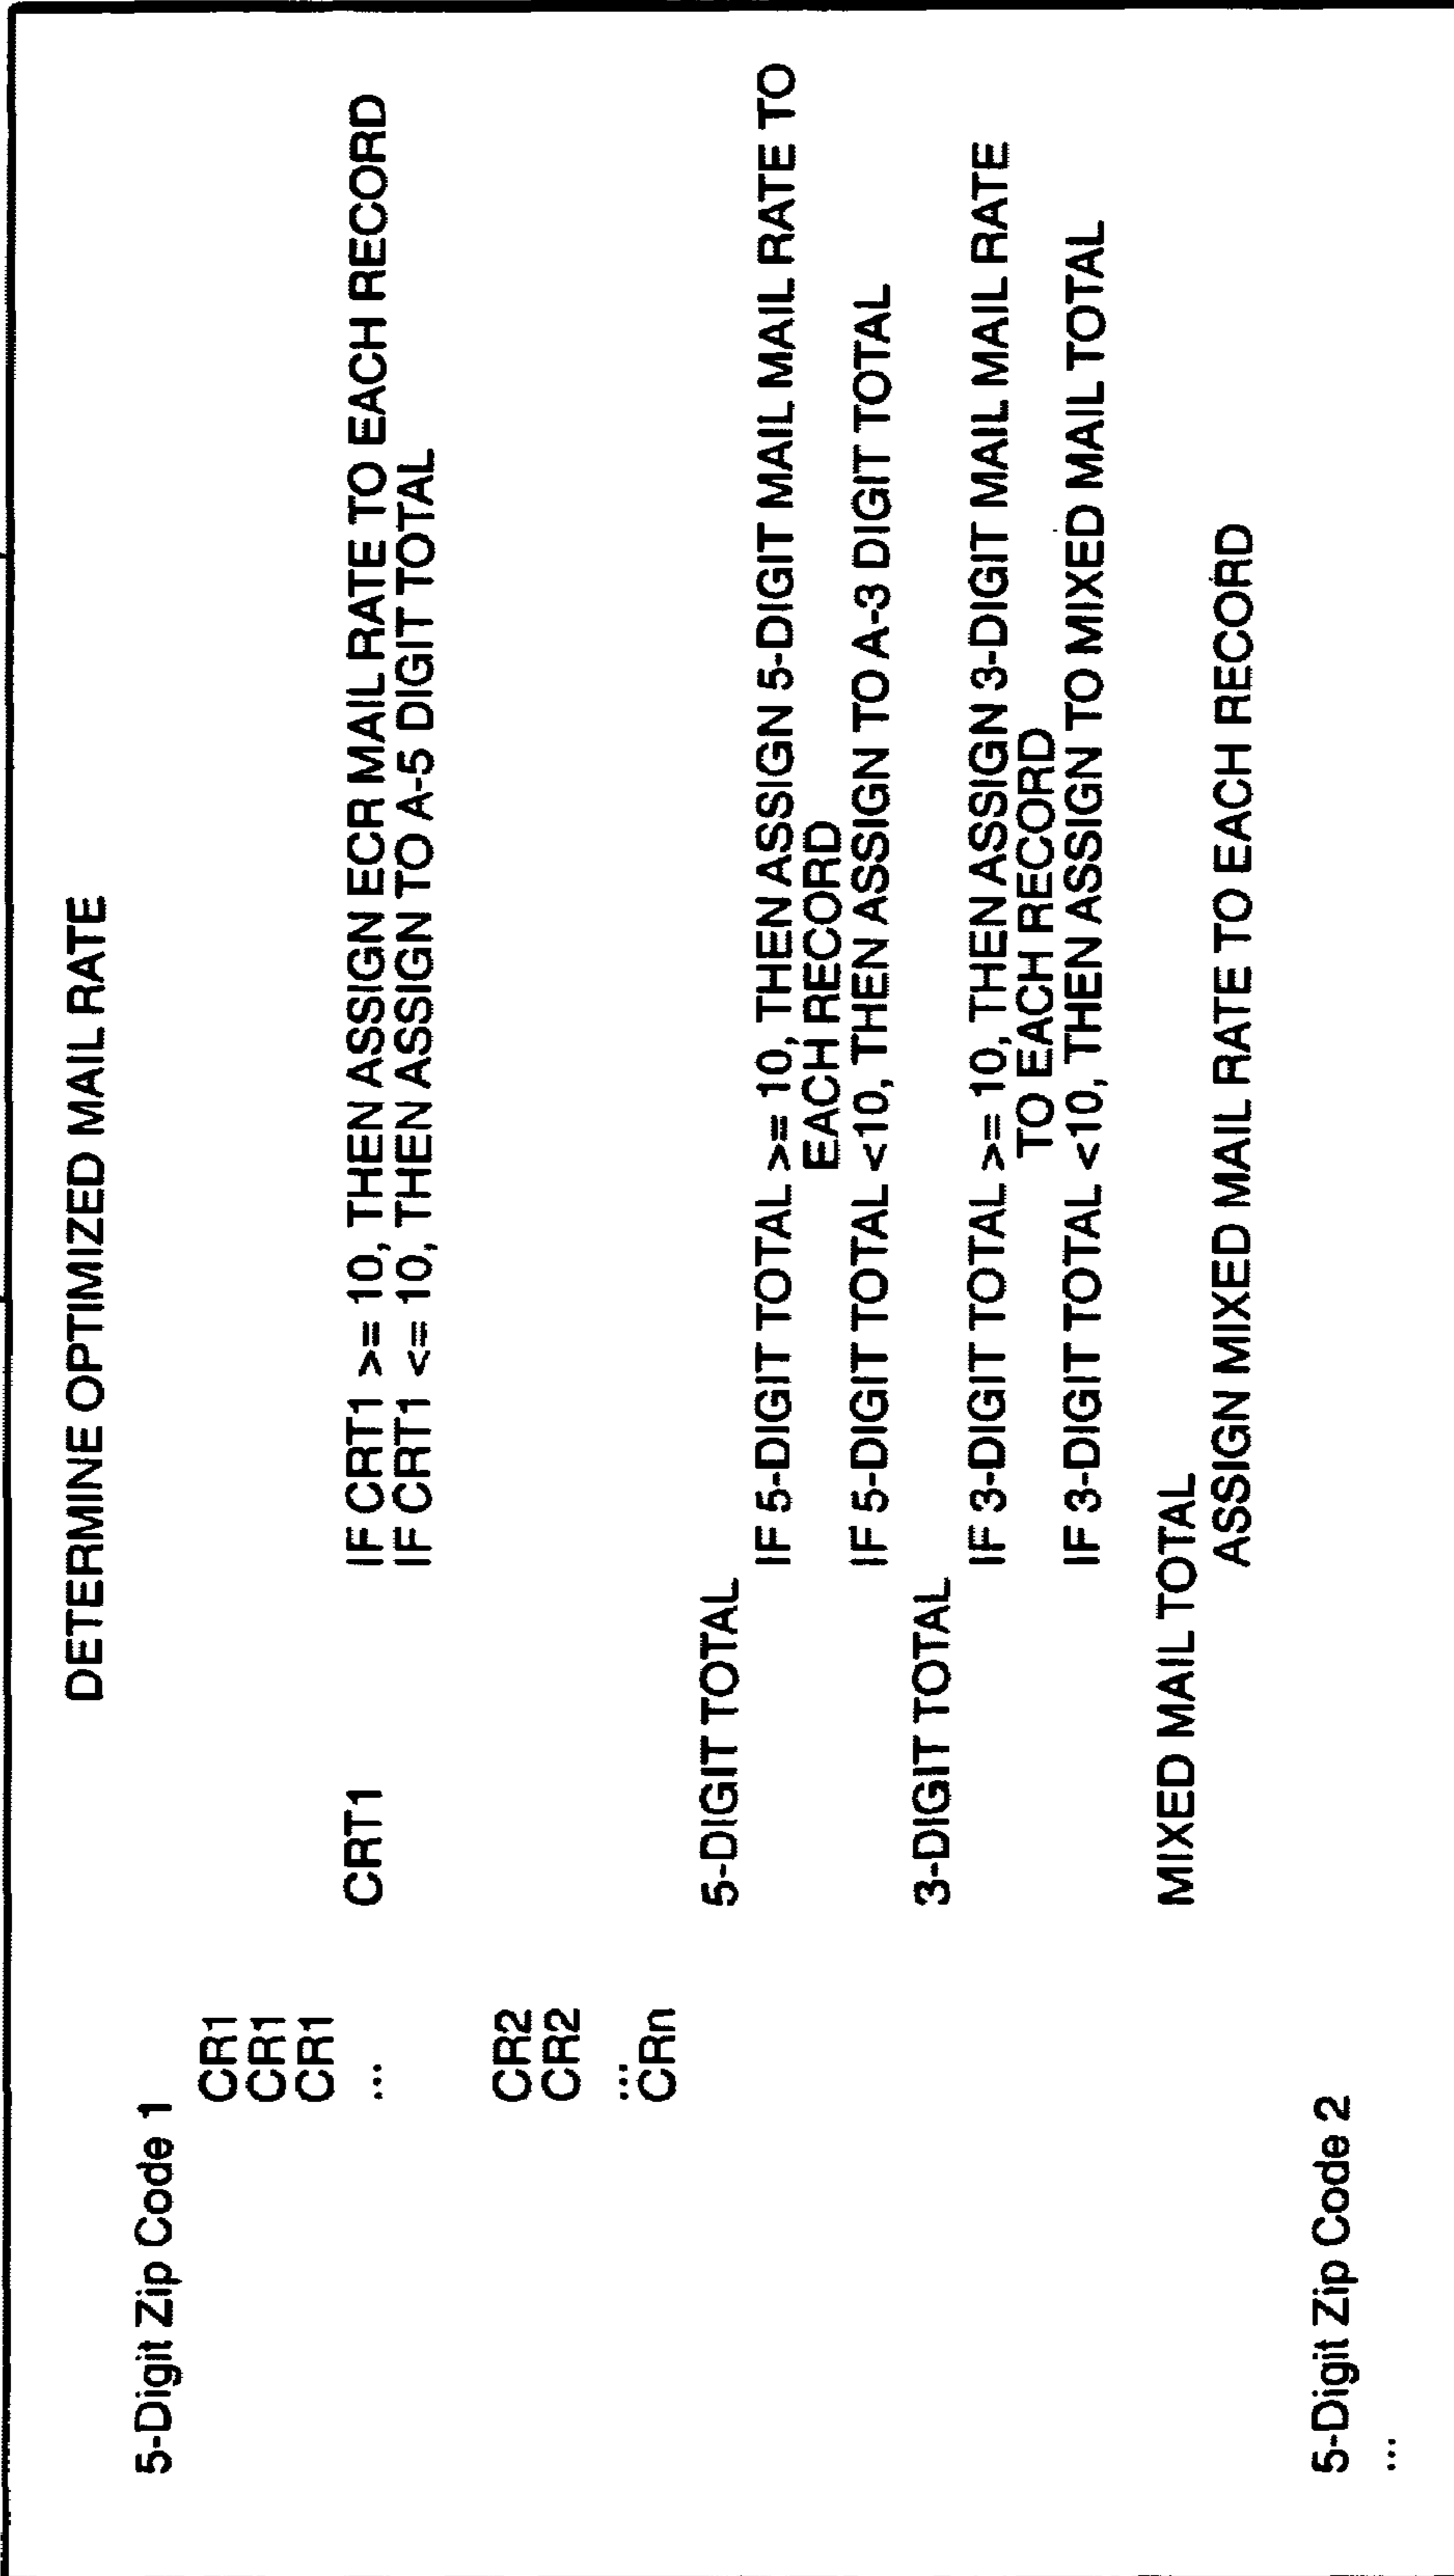 DETERMINE OPTIMIZED MAIL RATE
5-Digit Zip Code 1
CR1
CR1
CR1
... CRT1 IF CRT1 >= 10, THEN ASSIGN ECR MAIL RATE TO EACH RECORD
IF CRT1 <= 10, THEN ASSIGN TO A-5 DIGIT TOTAL
CR2
CR2
...
CRn
5-DIGIT TOTAL
IF 5-DIGIT TOTAL >= 10, THEN ASSIGN 5-DIGIT MAIL MAIL RATE TO
EACH RECORD
IF 5-DIGIT TOTAL <10, THEN ASSIGN TO A-3 DIGIT TOTAL
3-DIGIT TOTAL
IF 3-DIGIT TOTAL >= 10, THEN ASSIGN 3-DIGIT MAIL MAIL RATE
TO EACH RECORD
IF 3-DIGIT TOTAL <10, THEN ASSIGN TO MIXED MAIL TOTAL
MIXED MAIL TOTAL
ASSIGN MIXED MAIL RATE TO EACH RECORD
5-Digit Zip Code 2
...